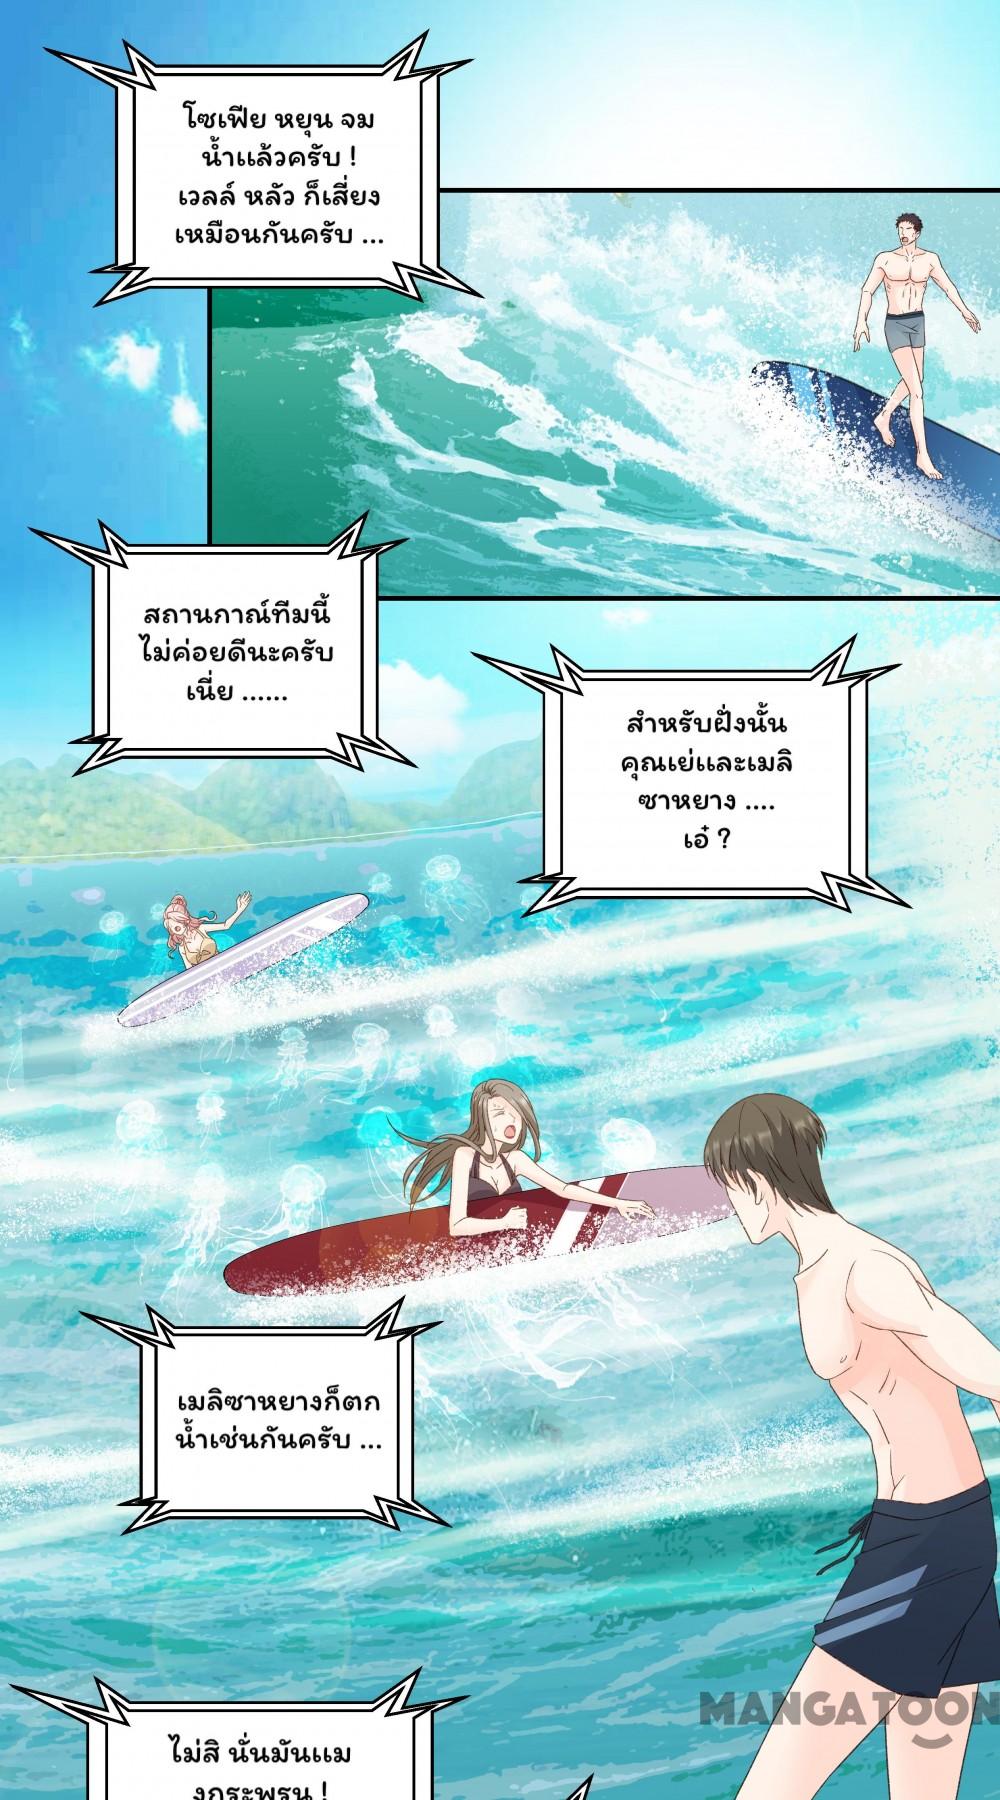 โซเฟีย หยุน จม
น้ำแล้วครับ !
เวลล์ หลัว ก็เสี่ยง
เหมือนกันครับ ...
สถานกาณ์ทีมนี้
ไม่ค่อยดีนะครับ
เนี่ย ......
สำหรับฝั่งนั้น
คุณเย่และเมลิ
ซาหยาง ....
เอ๋ ?
เมลิซาหยางก็ตก
น้ำเช่นกันครับ ...
ไม่สิ นั่นมันแม
งกระพรุน !
MANGATOON